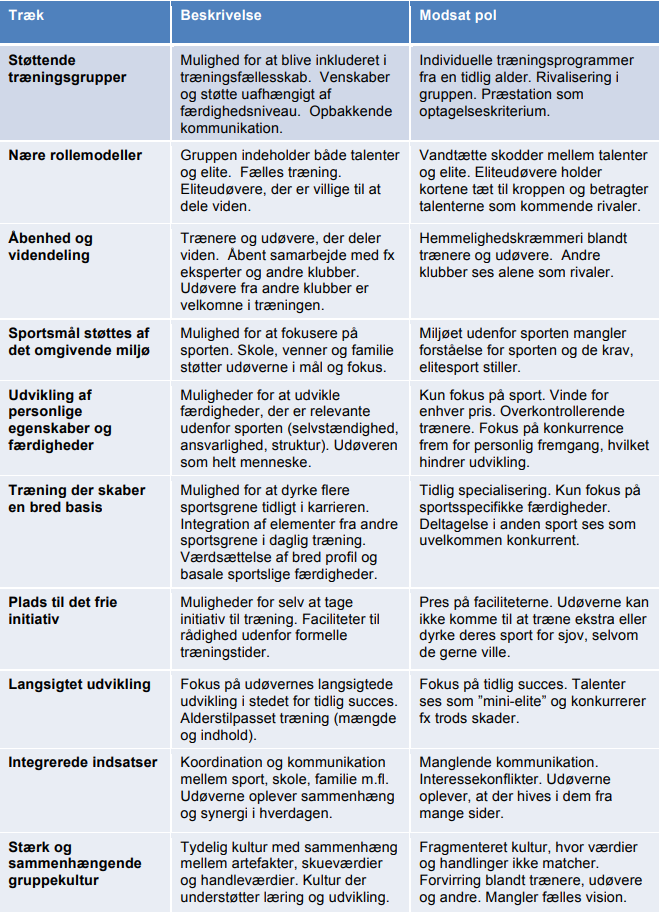 Træk
Beskrivelse
Modsat pol
Støttende
træningsgrupper
Mulighed for at blive inkluderet i
træningsfællesskab.  Venskaber
og støtte uafhængigt af
færdighedsniveau.  Opbakkende
kommunikation.
Individuelle træningsprogrammer
fra en tidlig alder. Rivalisering i
gruppen. Præstation som
optagelseskriterium.
Nære rollemodeller
Gruppen indeholder både talenter
og elite.  Fælles træning.
Eliteudøvere, der er villige til at
dele viden.
Vandtætte skodder mellem talenter
og elite. Eliteudøvere holder
kortene tæt til kroppen og betragter
talenterne som kommende rivaler.
Åbenhed og
videndeling
Trænere og udøvere, der deler
viden.  Åbent samarbejde med fx
eksperter og andre klubber.
Udøvere fra andre klubber er
velkomne i træningen.
Hemmelighedskræmmeri blandt
trænere og udøvere.  Andre
klubber ses alene som rivaler.
Sportsmål støttes af
det omgivende miljø
Mulighed for at fokusere på
sporten. Skole, venner og familie
støtter udøverne i mål og fokus.
Miljøet udenfor sporten mangler
forståelse for sporten og de krav,
elitesport stiller.
Udvikling af
personlige
egenskaber og
færdigheder
Muligheder for at udvikle
færdigheder, der er relevante
udenfor sporten (selvstændighed,
ansvarlighed, struktur). Udøveren
som helt menneske.
Kun fokus på sport. Vinde for
enhver pris. Overkontrollerende
trænere. Fokus på konkurrence
frem for personlig fremgang, hvilket
hindrer udvikling.
Træning der skaber
en bred basis
Mulighed for at dyrke flere
sportsgrene tidligt i karrieren.
Integration af elementer fra andre
sportsgrene i daglig træning.
Værdsættelse af bred profil og
basale sportslige færdigheder.
Tidlig specialisering. Kun fokus på
sportsspecifikke færdigheder.
Deltagelse i anden sport ses som
uvelkommen konkurrent.
Plads til det frie
initiativ
Muligheder for selv at tage
initiativ til træning. Faciliteter til
rådighed udenfor formelle
træningstider.
Pres på faciliteterne. Udøverne kan
ikke komme til at træne ekstra eller
dyrke deres sport for sjov, selvom
de gerne ville.
Langsigtet udvikling
Fokus på udøvernes langsigtede
udvikling i stedet for tidlig succes.
Alderstilpasset træning (mængde
og indhold).
Fokus på tidlig succes. Talenter
ses som ”mini-elite” og konkurrerer
fx trods skader.
Integrerede indsatser
Koordination og kommunikation
mellem sport, skole, familie m.fl.
Udøverne oplever sammenhæng
og synergi i hverdagen.
Manglende kommunikation.
Interessekonflikter. Udøverne
oplever, at der hives i dem fra
mange sider.
Stærk og
sammenhængende
gruppekultur
Tydelig kultur med sammenhæng
mellem artefakter, skueværdier
og handleværdier. Kultur der
understøtter læring og udvikling.
Fragmenteret kultur, hvor værdier
og handlinger ikke matcher.
Forvirring blandt trænere, udøvere
og andre. Mangler fælles vision.